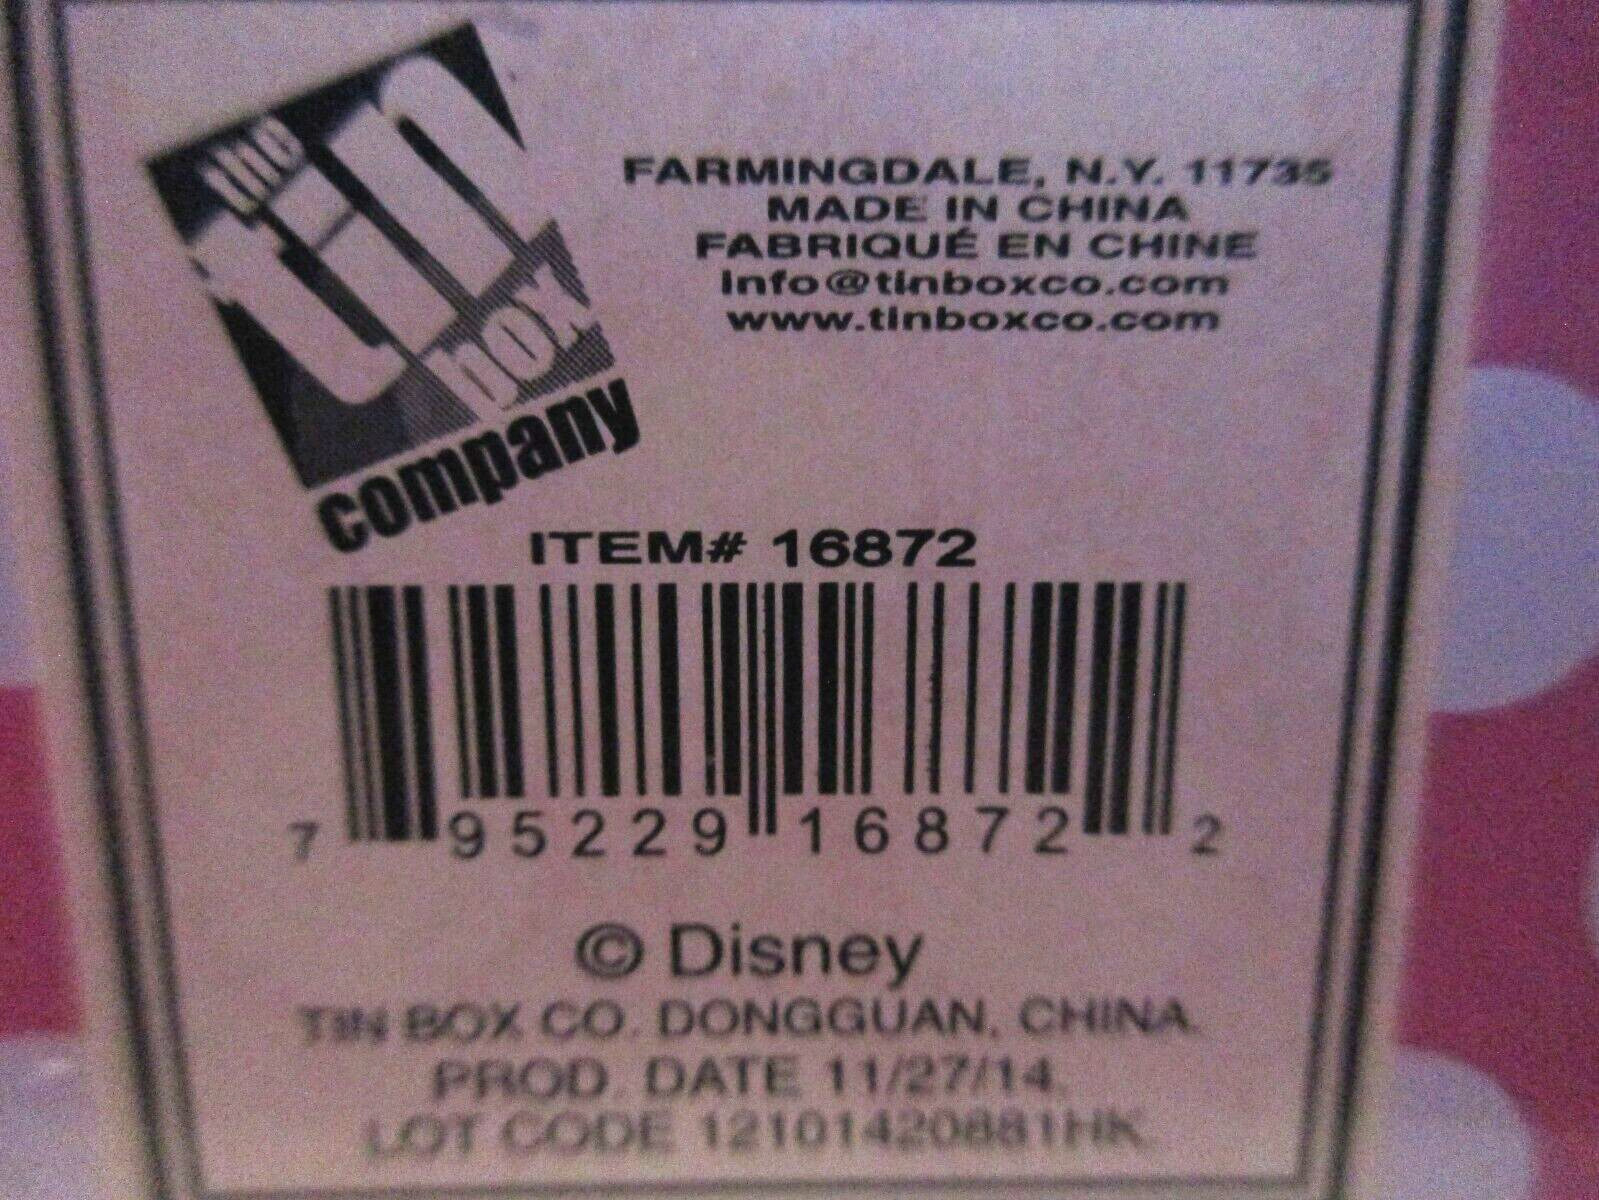 the
tin
box
company
FARMINGDALE, N.Y. 11735
MADE IN CHINA
FABRIQUÉ EN CHINE
Info@tinboxco.com
www.tinboxco.com
ITEM# 16872
7 95229 16872 2
© Disney
TIN BOX CO. DONGGUAN, CHINA.
PROD. DATE 11/27/14.
LOT CODE 12101420881HK